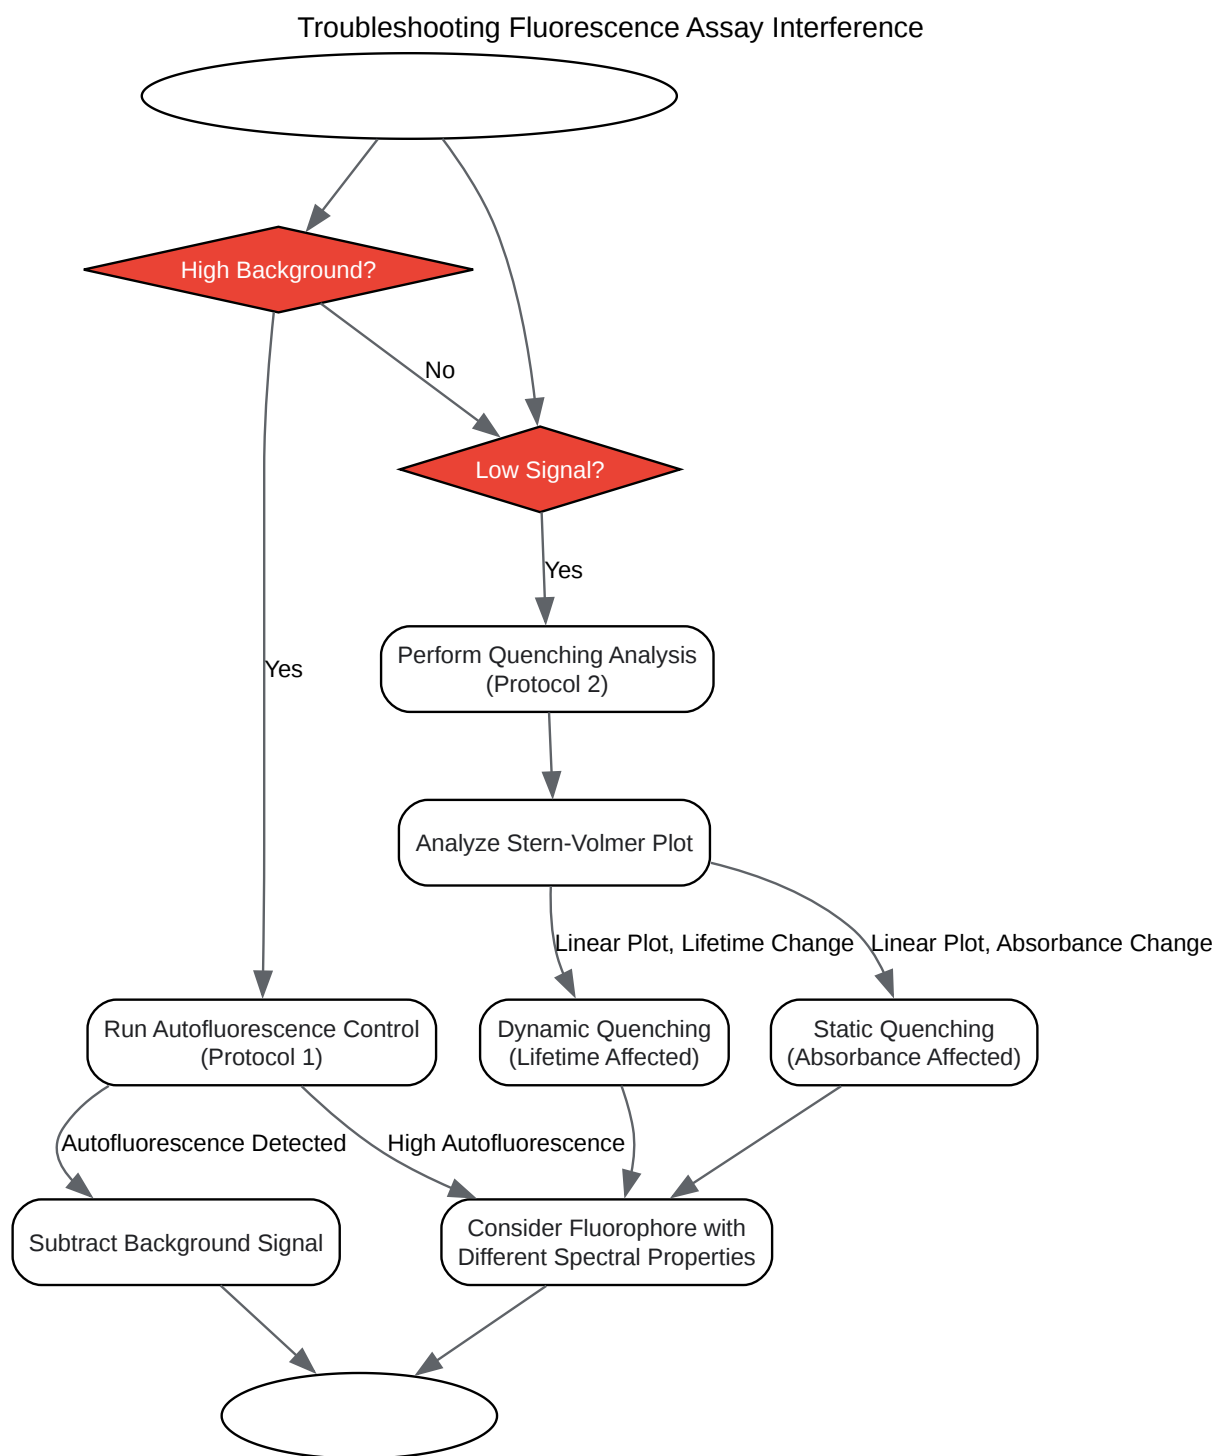 Troubleshooting Fluorescence Assay Interference
High Background?
No
Low Signal?
Yes
Perform Quenching Analysis
(Protocol 2)
Yes
Analyze Stern-Volmer Plot
Linear Plot, Lifetime Change
Linear Plot, Absorbance Change
Run Autofluorescence Control
(Protocol 1)
Dynamic Quenching
(Lifetime Affected)
Static Quenching
(Absorbance Affected)
Autofluorescence Detected
High Autofluorescence
Subtract Background Signal
Consider Fluorophore with
Different Spectral Properties